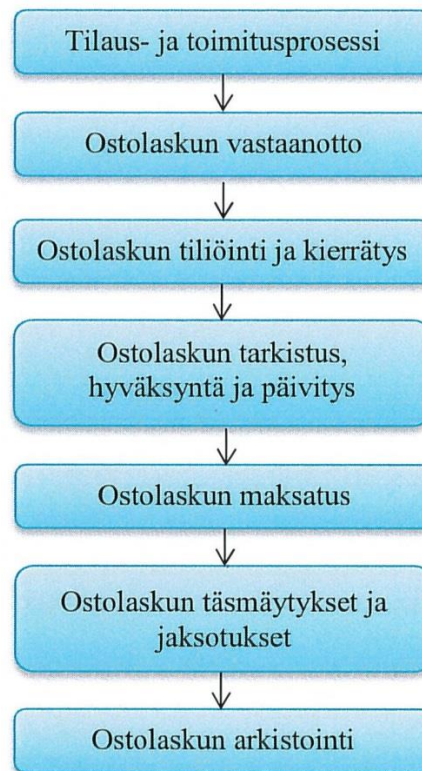 Tilaus- ja toimitusprosessi
Ostolaskun vastaanotto
Ostolaskun tiliöinti ja kierrätys
Ostolaskun tarkistus,
hyväksyntä ja päivitys
Ostolaskun maksatus
Ostolaskun täsmäytykset ja
jaksotukset
Ostolaskun arkistointi